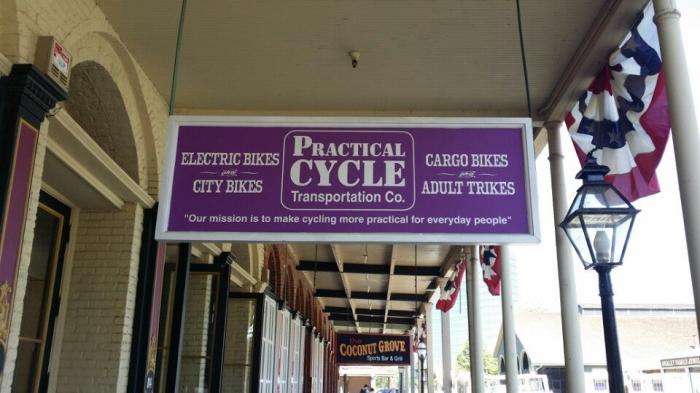 ELECTRIC BIKES
and
CITY BIKES
PRACTICAL
CYCLE
Transportation Co.
CARGO BIKES
and
ADULT TRIKES
"Our mission is to make cycling more practical for everyday people"
the
COCONUT GROVE
Sports Bar & Grill